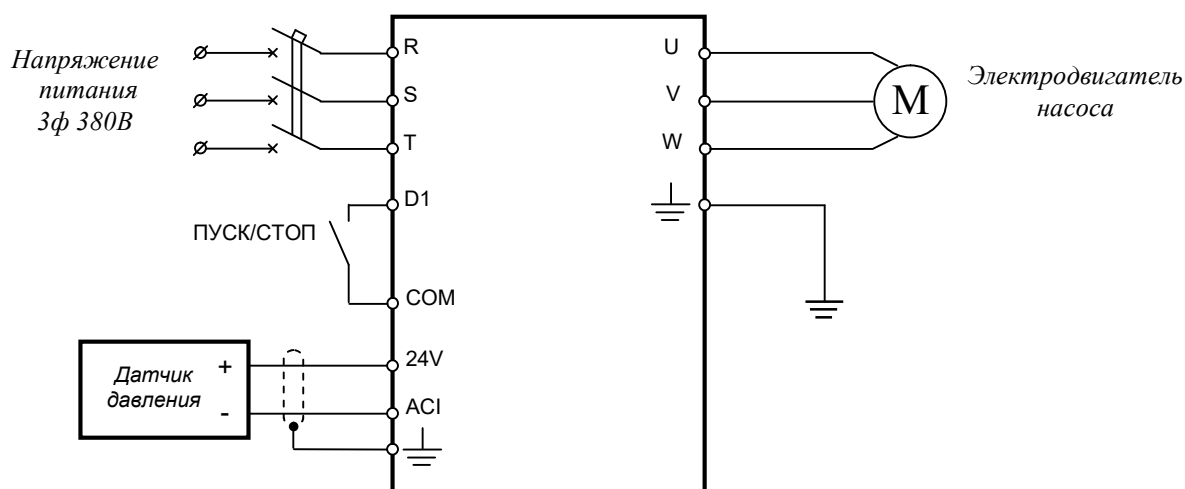 Напряжение
питания
3ф 380В
R
S
T
D1
ПУСК/СТОП
COM
24V
ACI
Датчик
давления
+
-
U
V
W
M
Электродвигатель
насоса